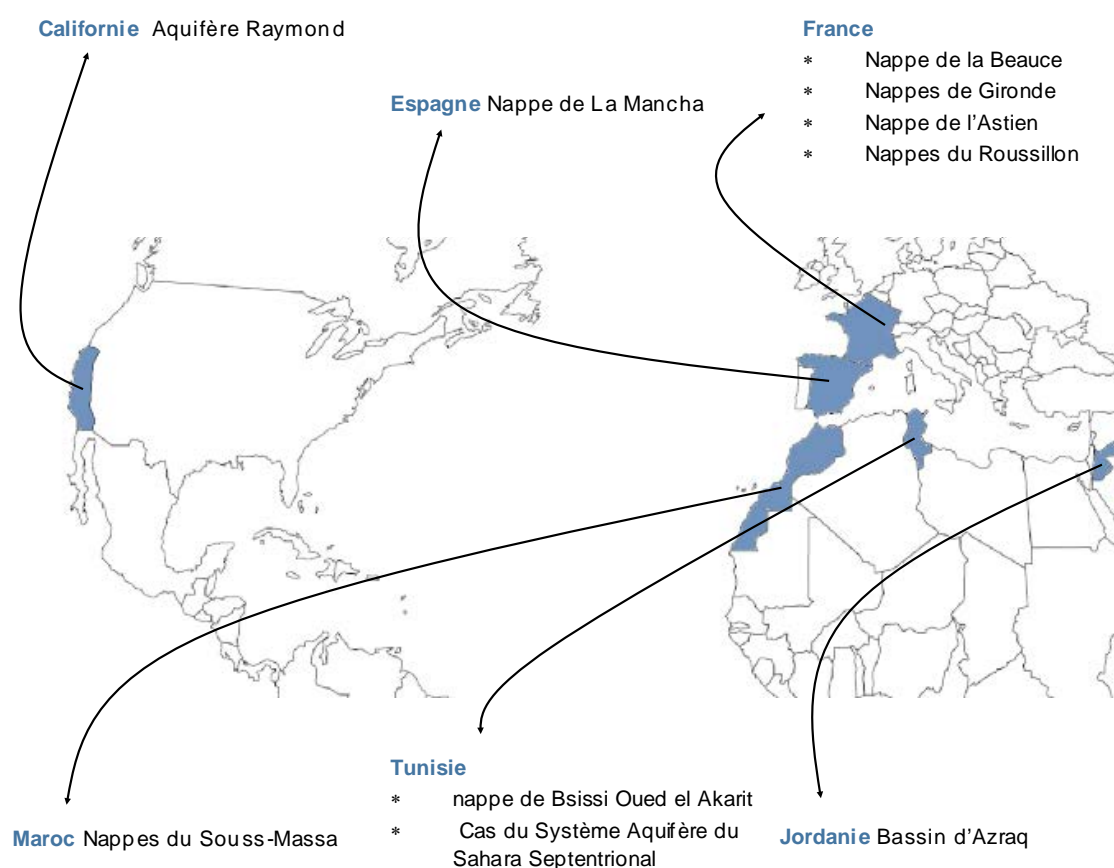 Californie Aquifère Raymond
France
* Nappe de la Beauce
* Nappes de Gironde
* Nappe de l'Astien
* Nappes du Roussillon
Espagne Nappe de La Mancha
Tunisie
* nappe de Bsissi Oued el Akarit
* Cas du Système Aquifère du
Sahara Septentrional
Maroc Nappes du Souss-Massa
Jordanie Bassin d'Azraq